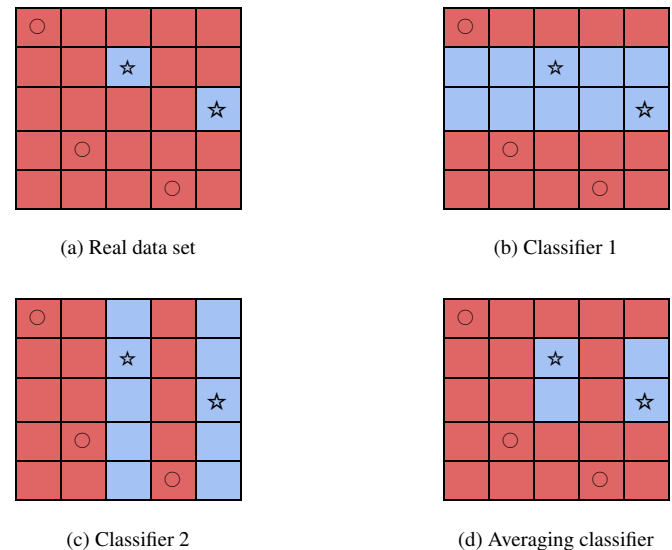 (a) Real data set
(b) Classifier 1
(c) Classifier 2
(d) Averaging classifier